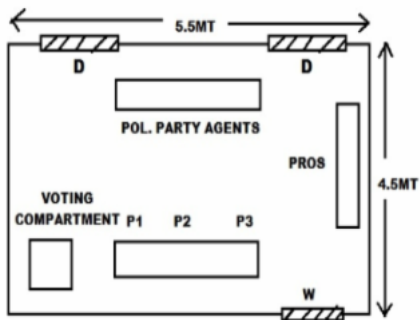 5.5MT
D D
POL. PARTY AGENTS
PROS
4.5MT
VOTING
COMPARTMENT P1 P2 P3
W